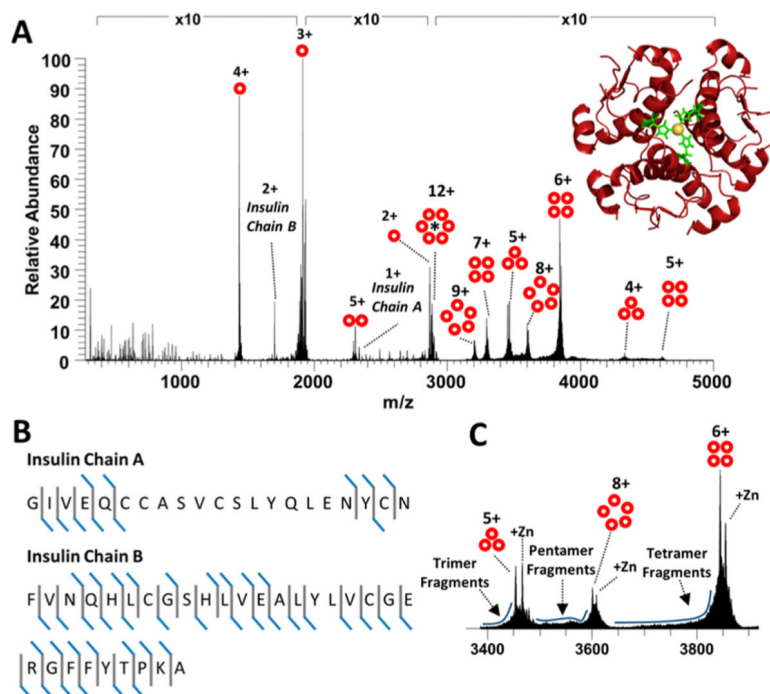 x10 x10 x10
A
3+
100
4+
90
80
70
60
50
40
30
20
10
0
Relative Abundance
2+
Insulin
Chain B
5+
1+
Insulin
Chain A
2+
12+
*
9+
7+
5+
8+
6+
4+
5+
1000 2000 3000 4000 5000
m/z
B
Insulin Chain A
G I V E Q C C A S V C S L Y Q L E N Y C N
Insulin Chain B
F V N Q H L C G S H L V E A L Y L V C G E
R G F F Y T P K A
C
6+
8+
5+
+Zn
+Zn
+Zn
Trimer
Fragments
Pentamer
Fragments
Tetramer
Fragments
3400 3600 3800